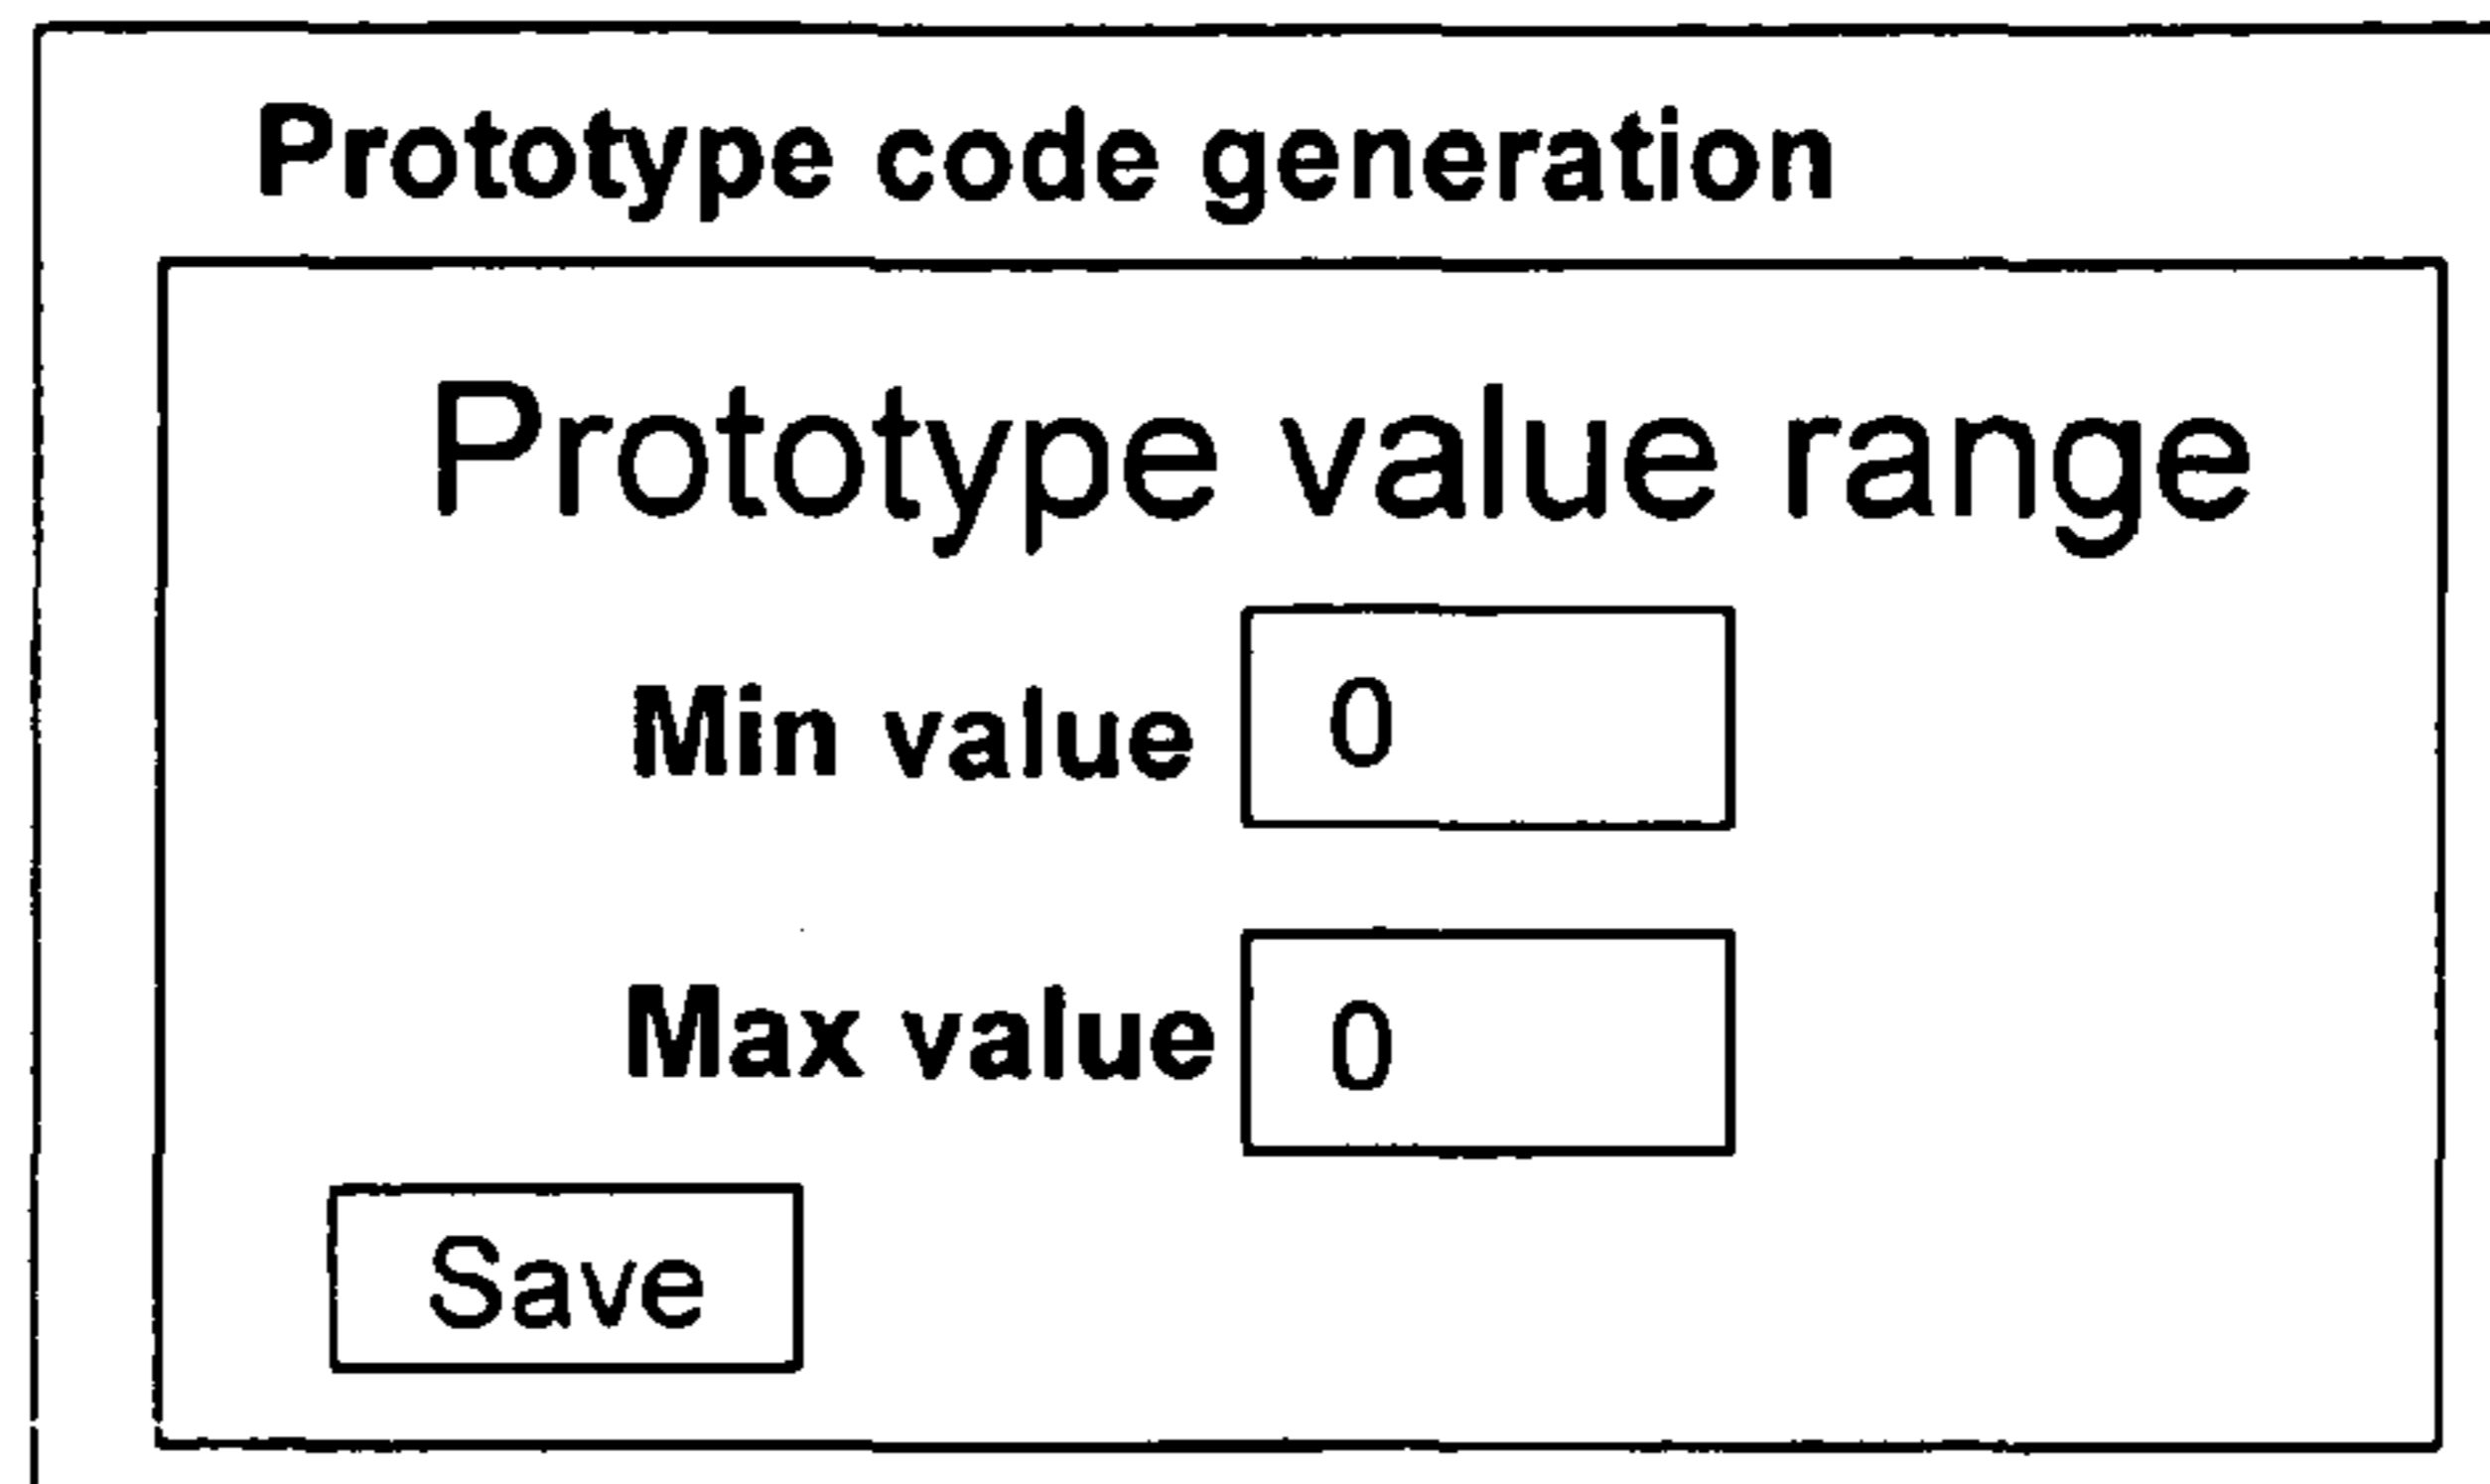 Prototype code generation
Prototype value range
Min value 0
Max value 0
Save